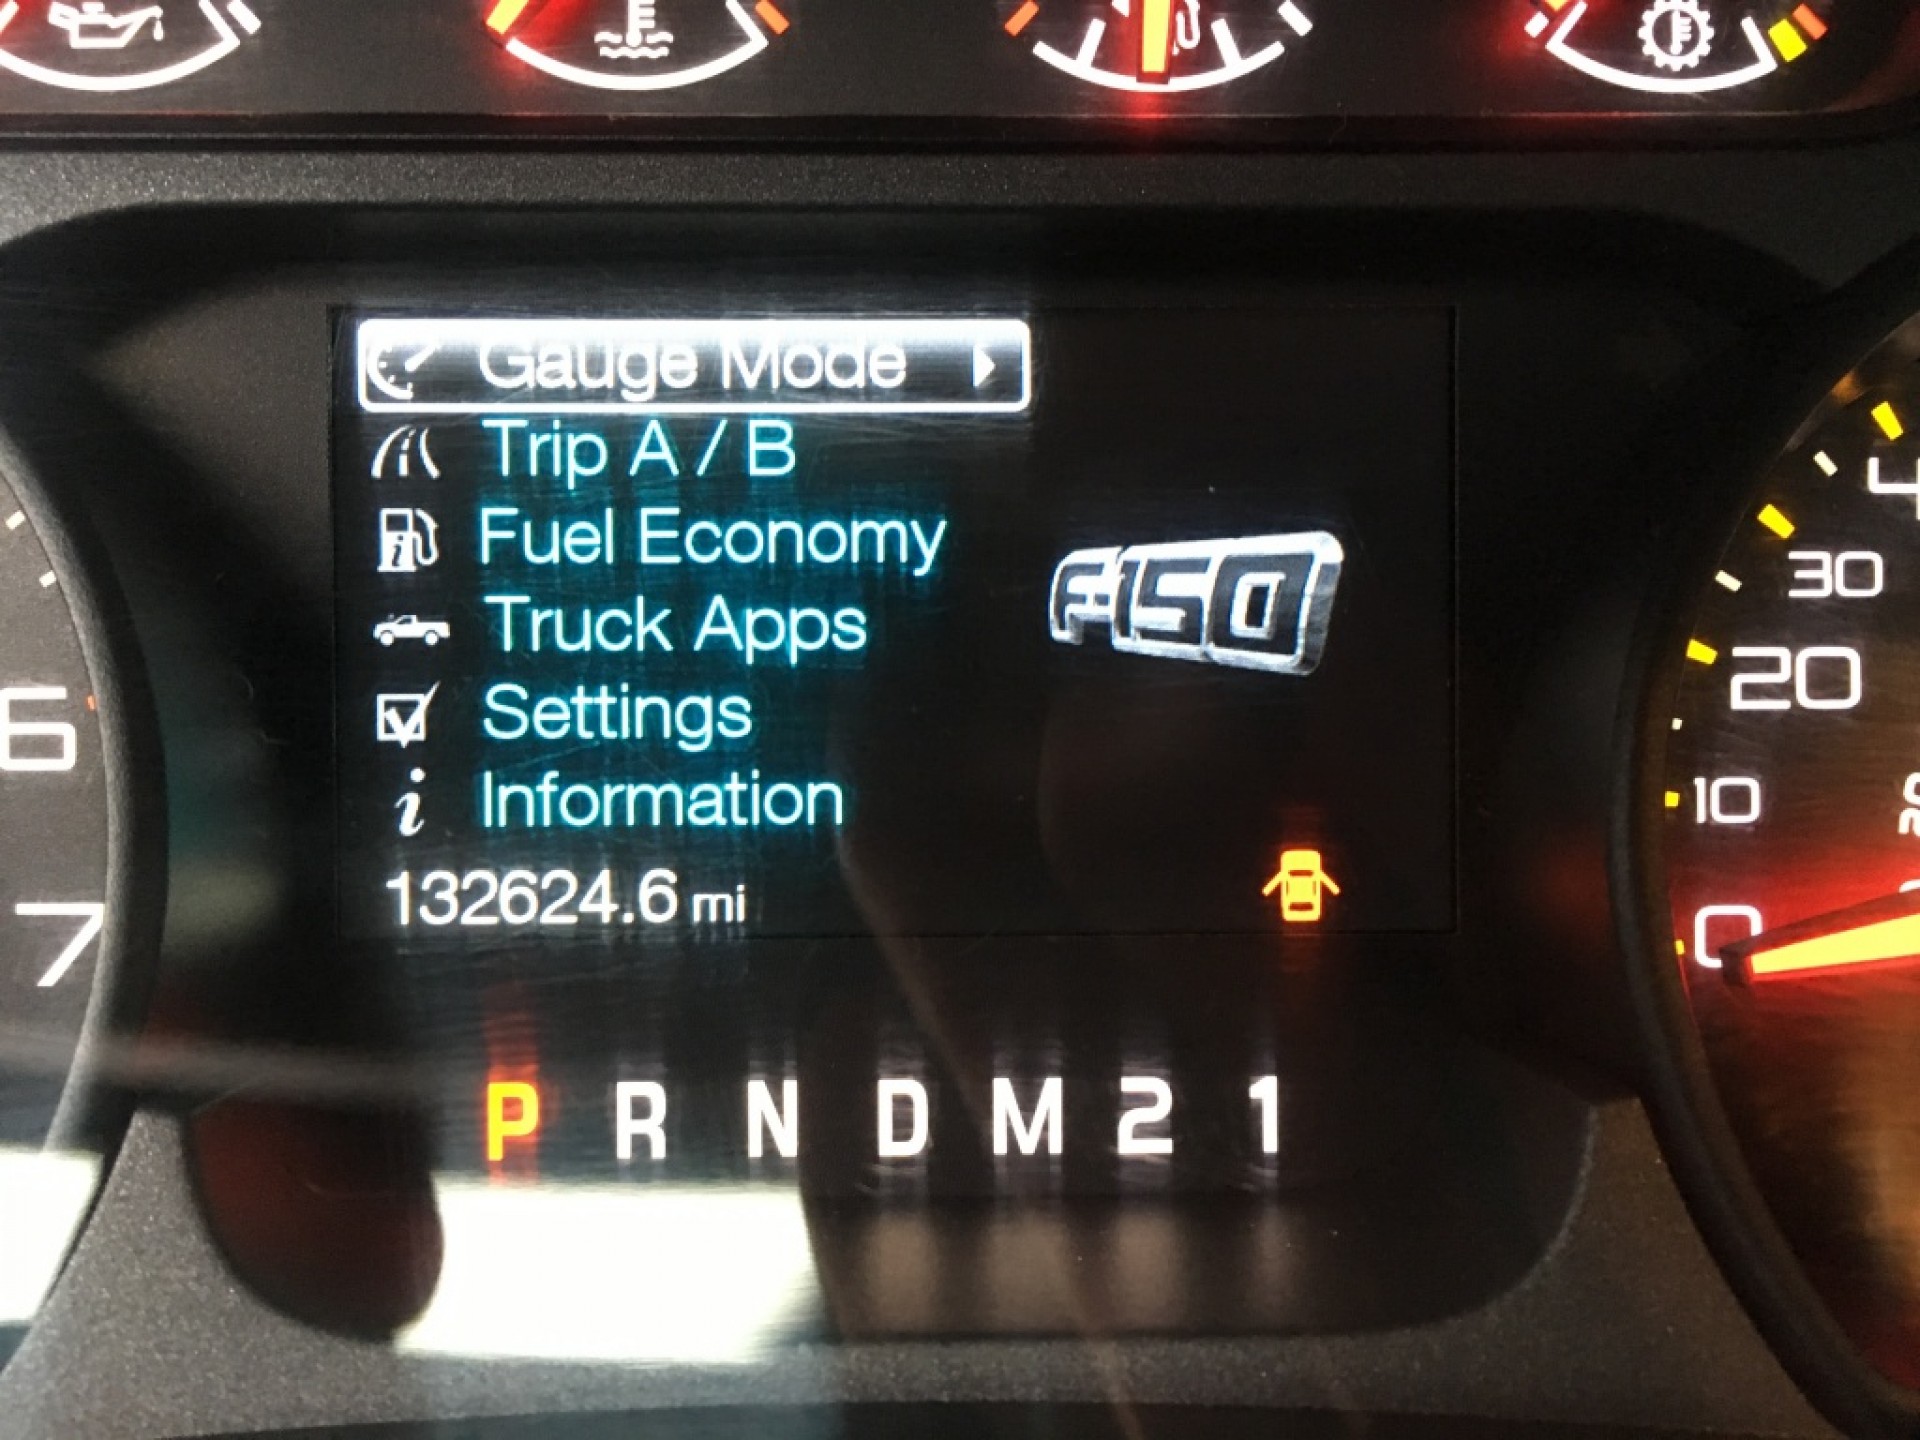 Gauge Mode
Trip A / B
Fuel Economy
Truck Apps
Settings
Information
F-150
132624.6 mi
P R N D M 2 1
6
7
30
20
10
0